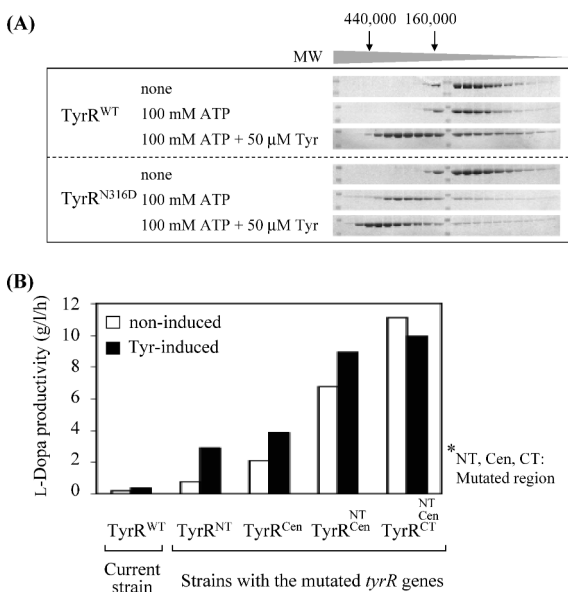 (A)
440,000 160,000
MW
none
TyrR^WT 100 mM ATP
100 mM ATP + 50 μM Tyr
none
TyrR^N316D 100 mM ATP
100 mM ATP + 50 μM Tyr
(B)
L-Dopa productivity (g/l/h)
12
10
8
6
4
2
0
non-induced
Tyr-induced
*NT, Cen, CT:
Mutated region
TyrR^WT TyrR^NT TyrR^Cen TyrR^NT Cen TyrR^NT Cen CT
Current
strain
Strains with the mutated tyrR genes